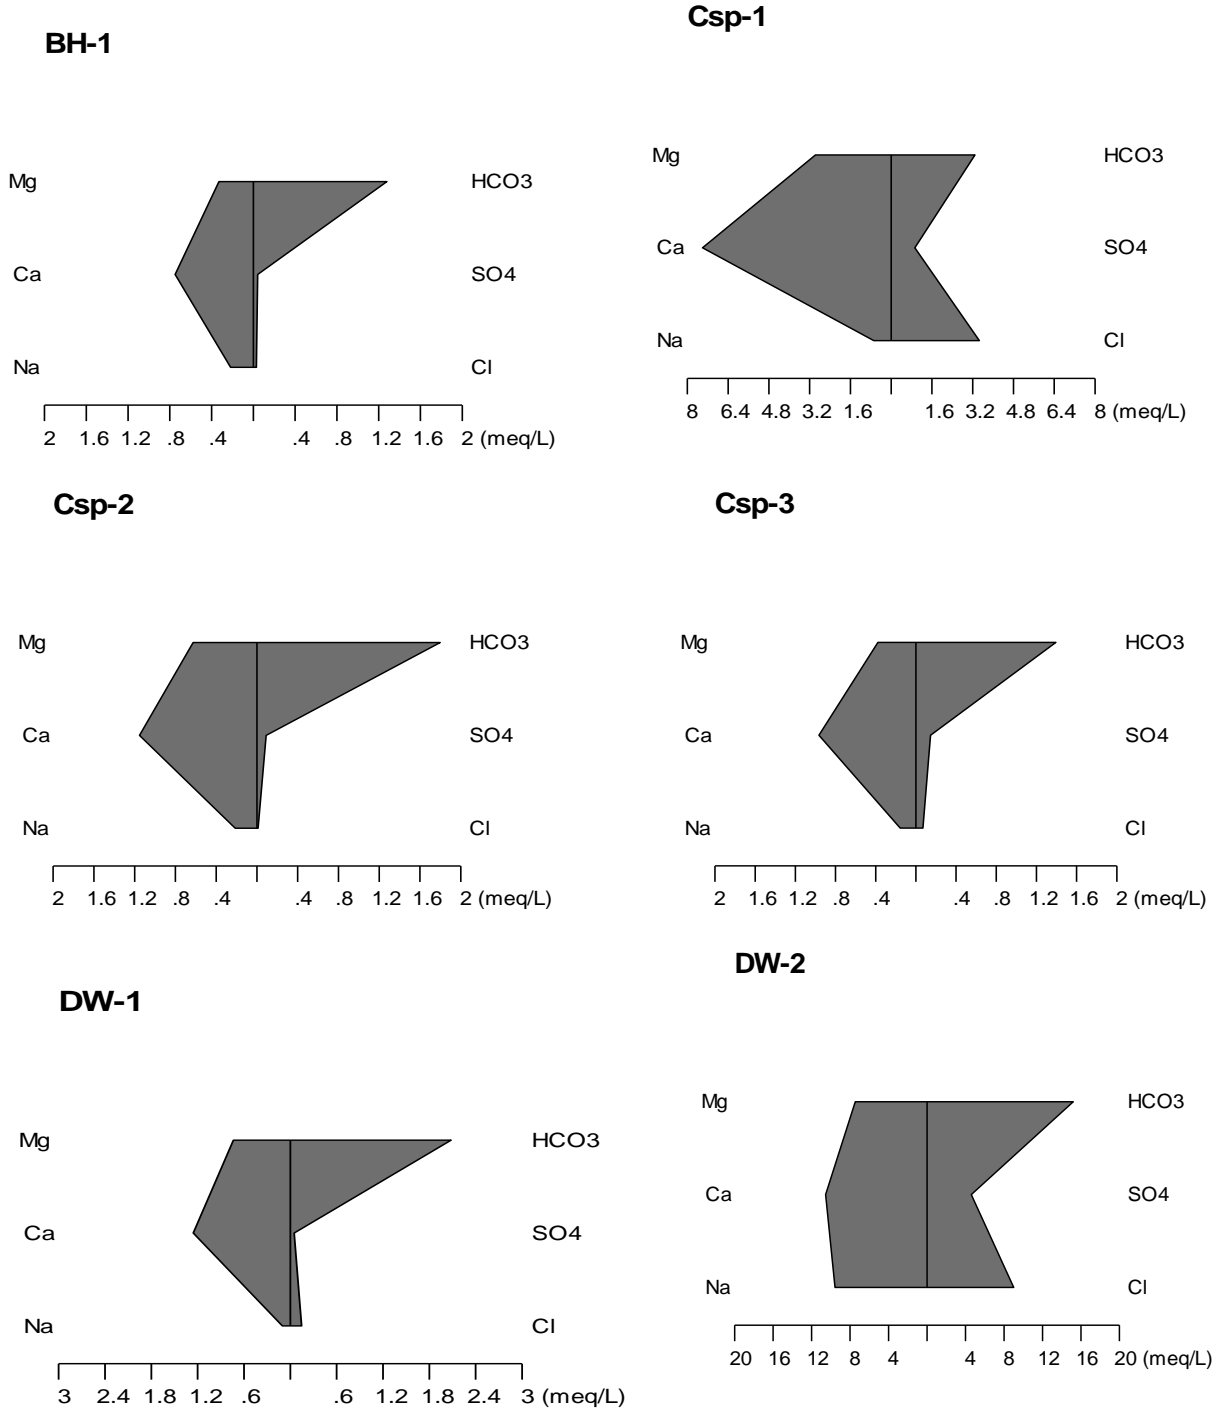 BH-1
Mg HCO3
Ca SO4
Na Cl
2 1.6 1.2 .8 .4 .4 .8 1.2 1.6 2 (meq/L)
Csp-1
Mg HCO3
Ca SO4
Na Cl
8 6.4 4.8 3.2 1.6 1.6 3.2 4.8 6.4 8 (meq/L)
Csp-2
Mg HCO3
Ca SO4
Na Cl
2 1.6 1.2 .8 .4 .4 .8 1.2 1.6 2 (meq/L)
Csp-3
Mg HCO3
Ca SO4
Na Cl
2 1.6 1.2 .8 .4 .4 .8 1.2 1.6 2 (meq/L)
DW-1
Mg HCO3
Ca SO4
Na Cl
3 2.4 1.8 1.2 .6 .6 1.2 1.8 2.4 3 (meq/L)
DW-2
Mg HCO3
Ca SO4
Na Cl
20 16 12 8 4 4 8 12 16 20 (meq/L)